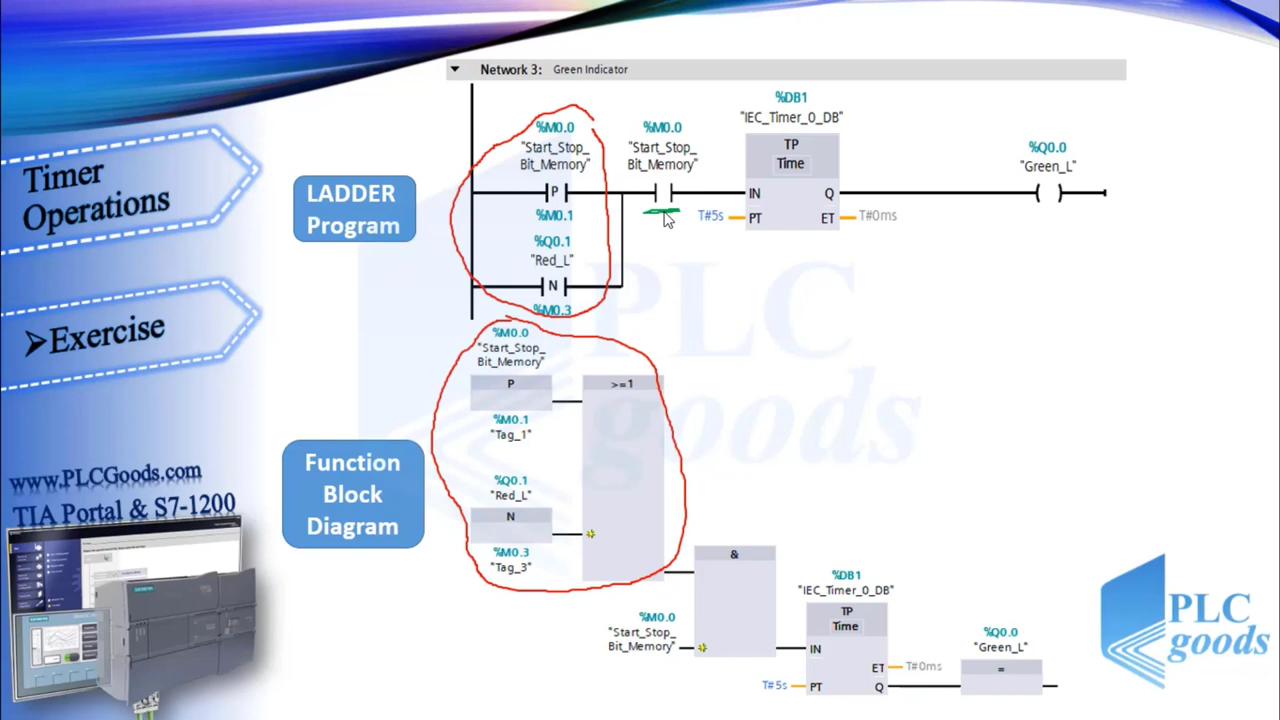 Network 3: Green Indicator
Timer
Operations
Exercise
www.PLCGoods.com
TIA Portal & S7-1200
LADDER
Program
%M0.0
"Start_Stop_
Bit_Memory"
P
%M0.1
%Q0.1
"Red_L"
N
%M0.3
%M0.0
"Start_Stop_
Bit_Memory"
%DB1
"IEC_Timer_0_DB"
TP
Time
IN
Q
T#5s
PT
ET
T#0ms
%Q0.0
"Green_L"
Function
Block
Diagram
%M0.0
"Start_Stop_
Bit_Memory"
P
%M0.1
"Tag_1"
%Q0.1
"Red_L"
N
%M0.3
"Tag_3"
>=1
&
%M0.0
"Start_Stop_
Bit_Memory"
%DB1
"IEC_Timer_0_DB"
TP
Time
IN
ET
T#0ms
T#5s
PT
Q
%Q0.0
"Green_L"
=
PLC
goods
PLC
goods